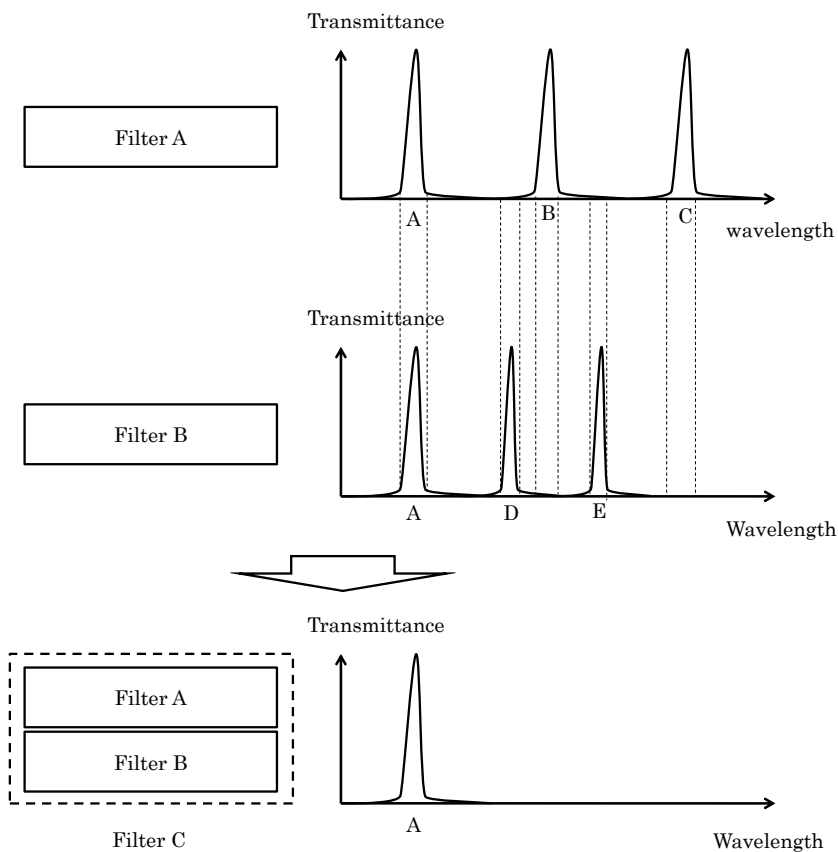 Transmittance
Filter A
A
B
C
wavelength
Transmittance
Filter B
A
D
E
Wavelength
Transmittance
Filter A
Filter B
A
Filter C
Wavelength